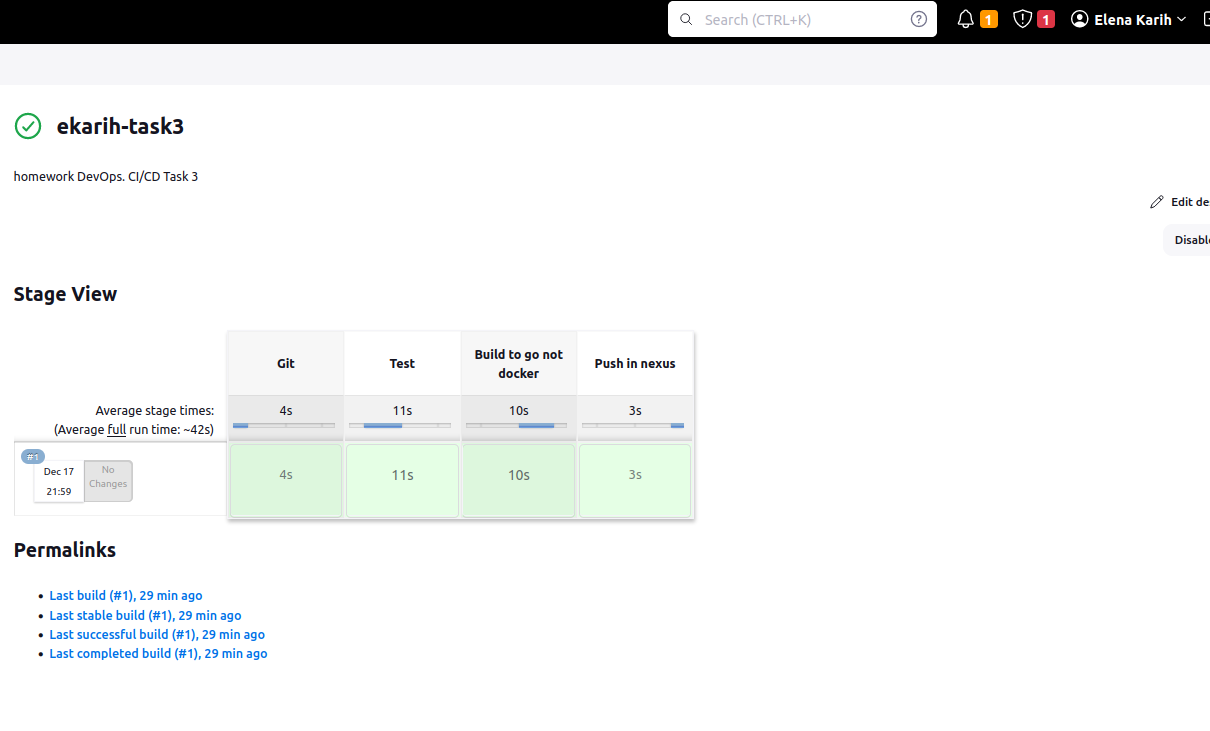 Search (CTRL+K)
?
1
1
Elena Karih
ekarih-task3
homework DevOps. CI/CD Task 3
Edit de
Disable
Stage View
Git
Test
Build to go not
docker
Push in nexus
Average stage times:
4s
11s
10s
3s
(Average full run time: ~42s)
#1
Dec 17
21:59
No
Changes
4s
11s
10s
3s
Permalinks
Last build (#1), 29 min ago
Last stable build (#1), 29 min ago
Last successful build (#1), 29 min ago
Last completed build (#1), 29 min ago